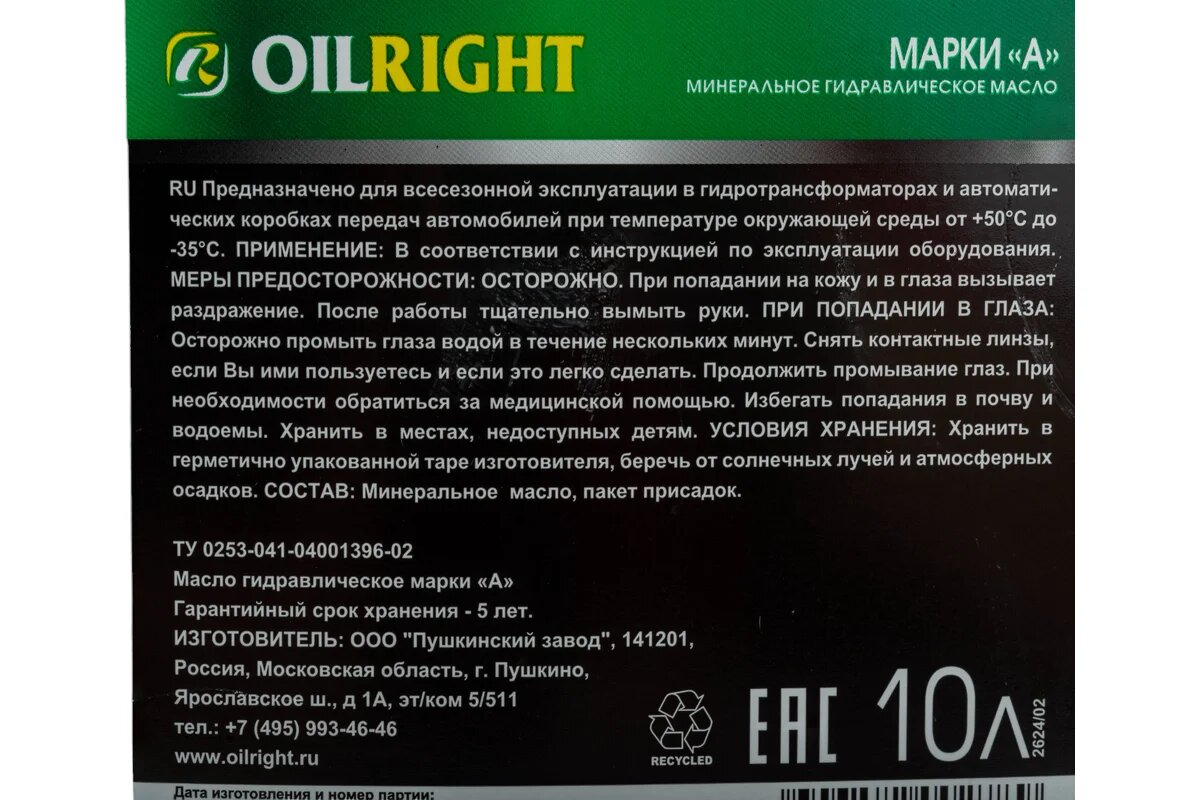 OILRIGHT
МАРКИ «А»
МИНЕРАЛЬНОЕ ГИДРАВЛИЧЕСКОЕ МАСЛО
RU Предназначено для всесезонной эксплуатации в гидротрансформаторах и автомати-
ческих коробках передач автомобилей при температуре окружающей среды от +50°С до
-35°С. ПРИМЕНЕНИЕ: В соответствии с инструкцией по эксплуатации оборудования.
МЕРЫ ПРЕДОСТОРОЖНОСТИ: ОСТОРОЖНО. При попадании на кожу и в глаза вызывает
раздражение. После работы тщательно вымыть руки. ПРИ ПОПАДАНИИ В ГЛАЗА:
Осторожно промыть глаза водой в течение нескольких минут. Снять контактные линзы,
если Вы ими пользуетесь и если это легко сделать. Продолжить промывание глаз. При
необходимости обратиться за медицинской помощью. Избегать попадания в почву и
водоемы. Хранить в местах, недоступных детям. УСЛОВИЯ ХРАНЕНИЯ: Хранить в
герметично упакованной таре изготовителя, беречь от солнечных лучей и атмосферных
осадков. СОСТАВ: Минеральное масло, пакет присадок.
ТУ 0253-041-04001396-02
Масло гидравлическое марки «А»
Гарантийный срок хранения - 5 лет.
ИЗГОТОВИТЕЛЬ: ООО "Пушкинский завод", 141201,
Россия, Московская область, г. Пушкино,
Ярославское ш., д 1А, эт/ком 5/511
тел.: +7 (495) 993-46-46
www.oilright.ru
RECYCLED
EAC
10л
2624/02
Дата изготовления и номер партии: